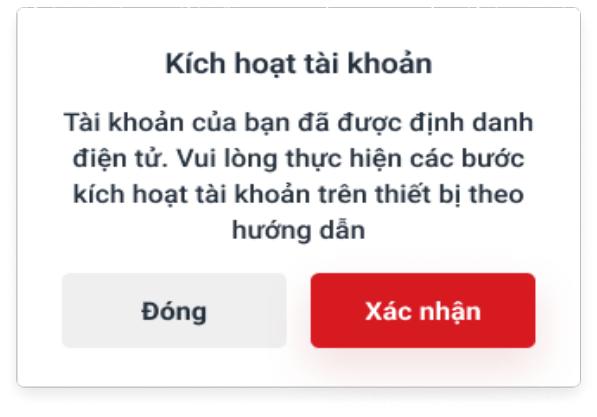 Kích hoạt tài khoản
Tài khoản của bạn đã được định danh
điện tử. Vui lòng thực hiện các bước
kích hoạt tài khoản trên thiết bị theo
hướng dẫn
Đóng
Xác nhận